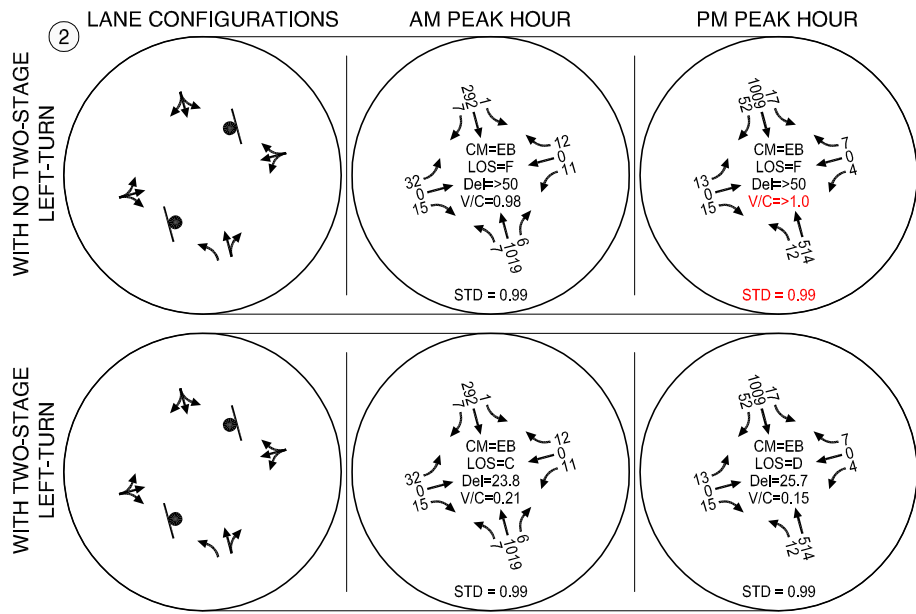 LANE CONFIGURATIONS
AM PEAK HOUR
PM PEAK HOUR
2
WITH NO TWO-STAGE
LEFT-TURN
7
292
1
12
0
11
32
0
15
CM=EB
LOS=F
Del=>50
V/C=0.98
7
1019
6
STD = 0.99
52
1009
17
7
0
4
13
0
15
CM=EB
LOS=F
Del=>50
V/C=>1.0
12
514
STD = 0.99
WITH TWO-STAGE
LEFT-TURN
7
292
1
12
0
11
32
0
15
CM=EB
LOS=C
Del=23.8
V/C=0.21
7
1019
6
STD = 0.99
52
1009
17
7
0
4
13
0
15
CM=EB
LOS=D
Del=25.7
V/C=0.15
12
514
STD = 0.99